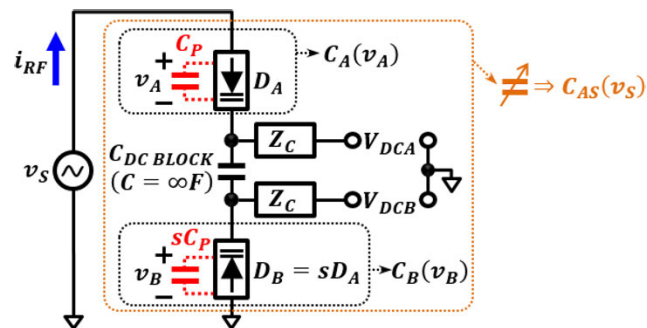 + C_P
i_RF v_A D_A C_A(v_A)
−
⇒ C_AS(v_S)
Z_C V_DCA
C_DC BLOCK
(C = ∞F)
v_S
Z_C V_DCB
+ sC_P
v_B D_B = sD_A C_B(v_B)
−